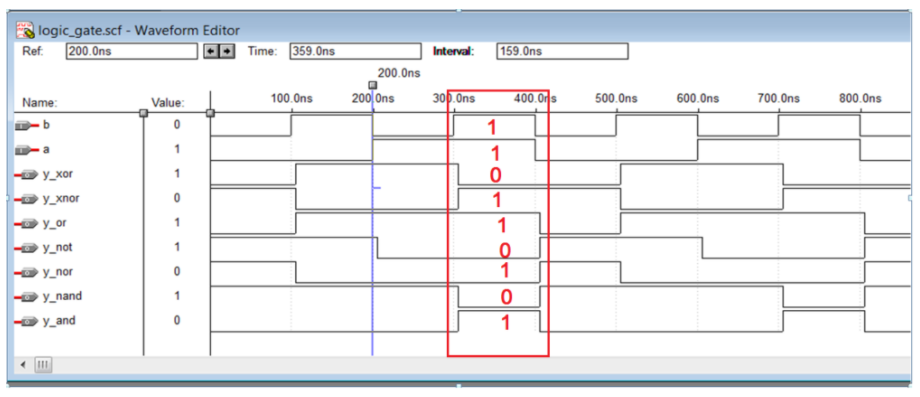 logic_gate.scf - Waveform Editor
Ref: 200.0ns Time: 359.0ns Interval: 159.0ns
200.0ns
Name: Value: 100.0ns 200.0ns 300.0ns 400.0ns 500.0ns 600.0ns 700.0ns 800.0ns
b 0 1
a 1 1
y_xor 1 0
y_xnor 0 1
y_or 1 1
y_not 1 0
y_nor 0 1
y_nand 1 0
y_and 0 1